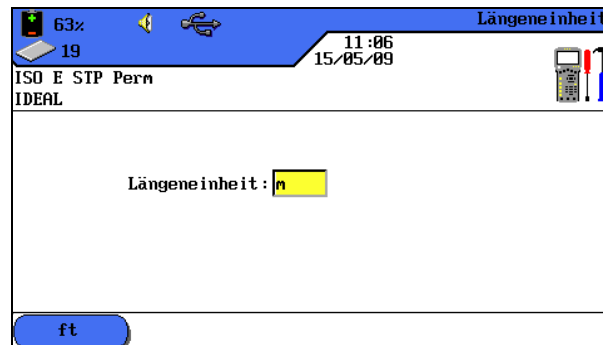 63% Längeneinheit
19 11:06
15/05/09
ISO E STP Perm
IDEAL
Längeneinheit: m
ft